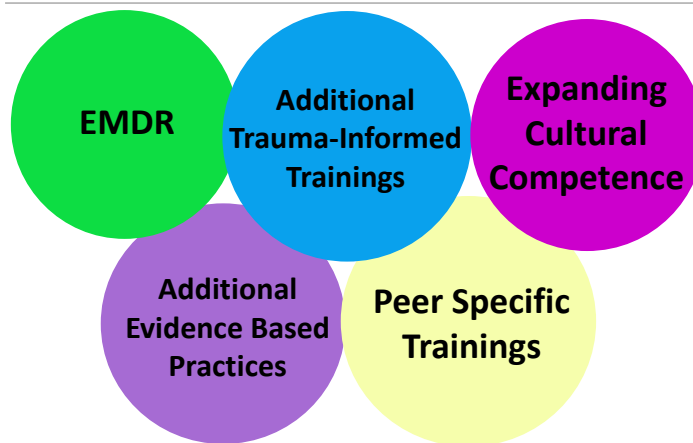 EMDR
Additional
Trauma-Informed
Trainings
Expanding
Cultural
Competence
Additional
Evidence Based
Practices
Peer Specific
Trainings